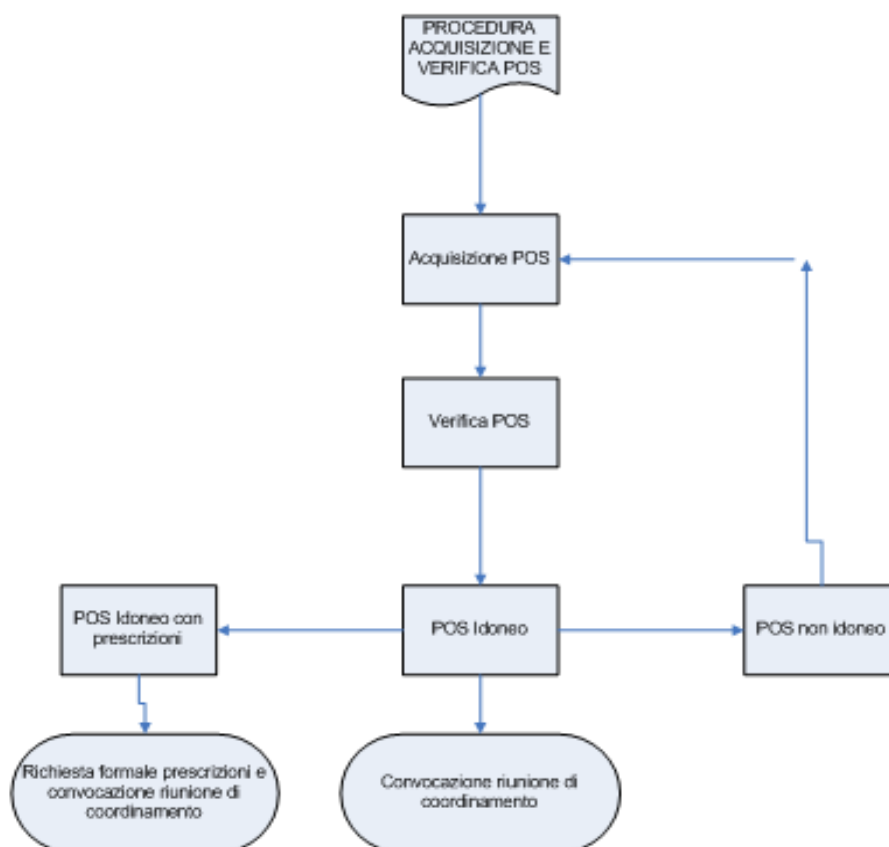 PROCEDURA
ACQUISIZIONE E
VERIFICA POS
Acquisizione POS
Verifica POS
POS Idoneo con
prescrizioni
POS Idoneo
POS non idoneo
Richiesta formale prescrizioni e
convocazione riunione di
coordinamento
Convocazione riunione di
coordinamento